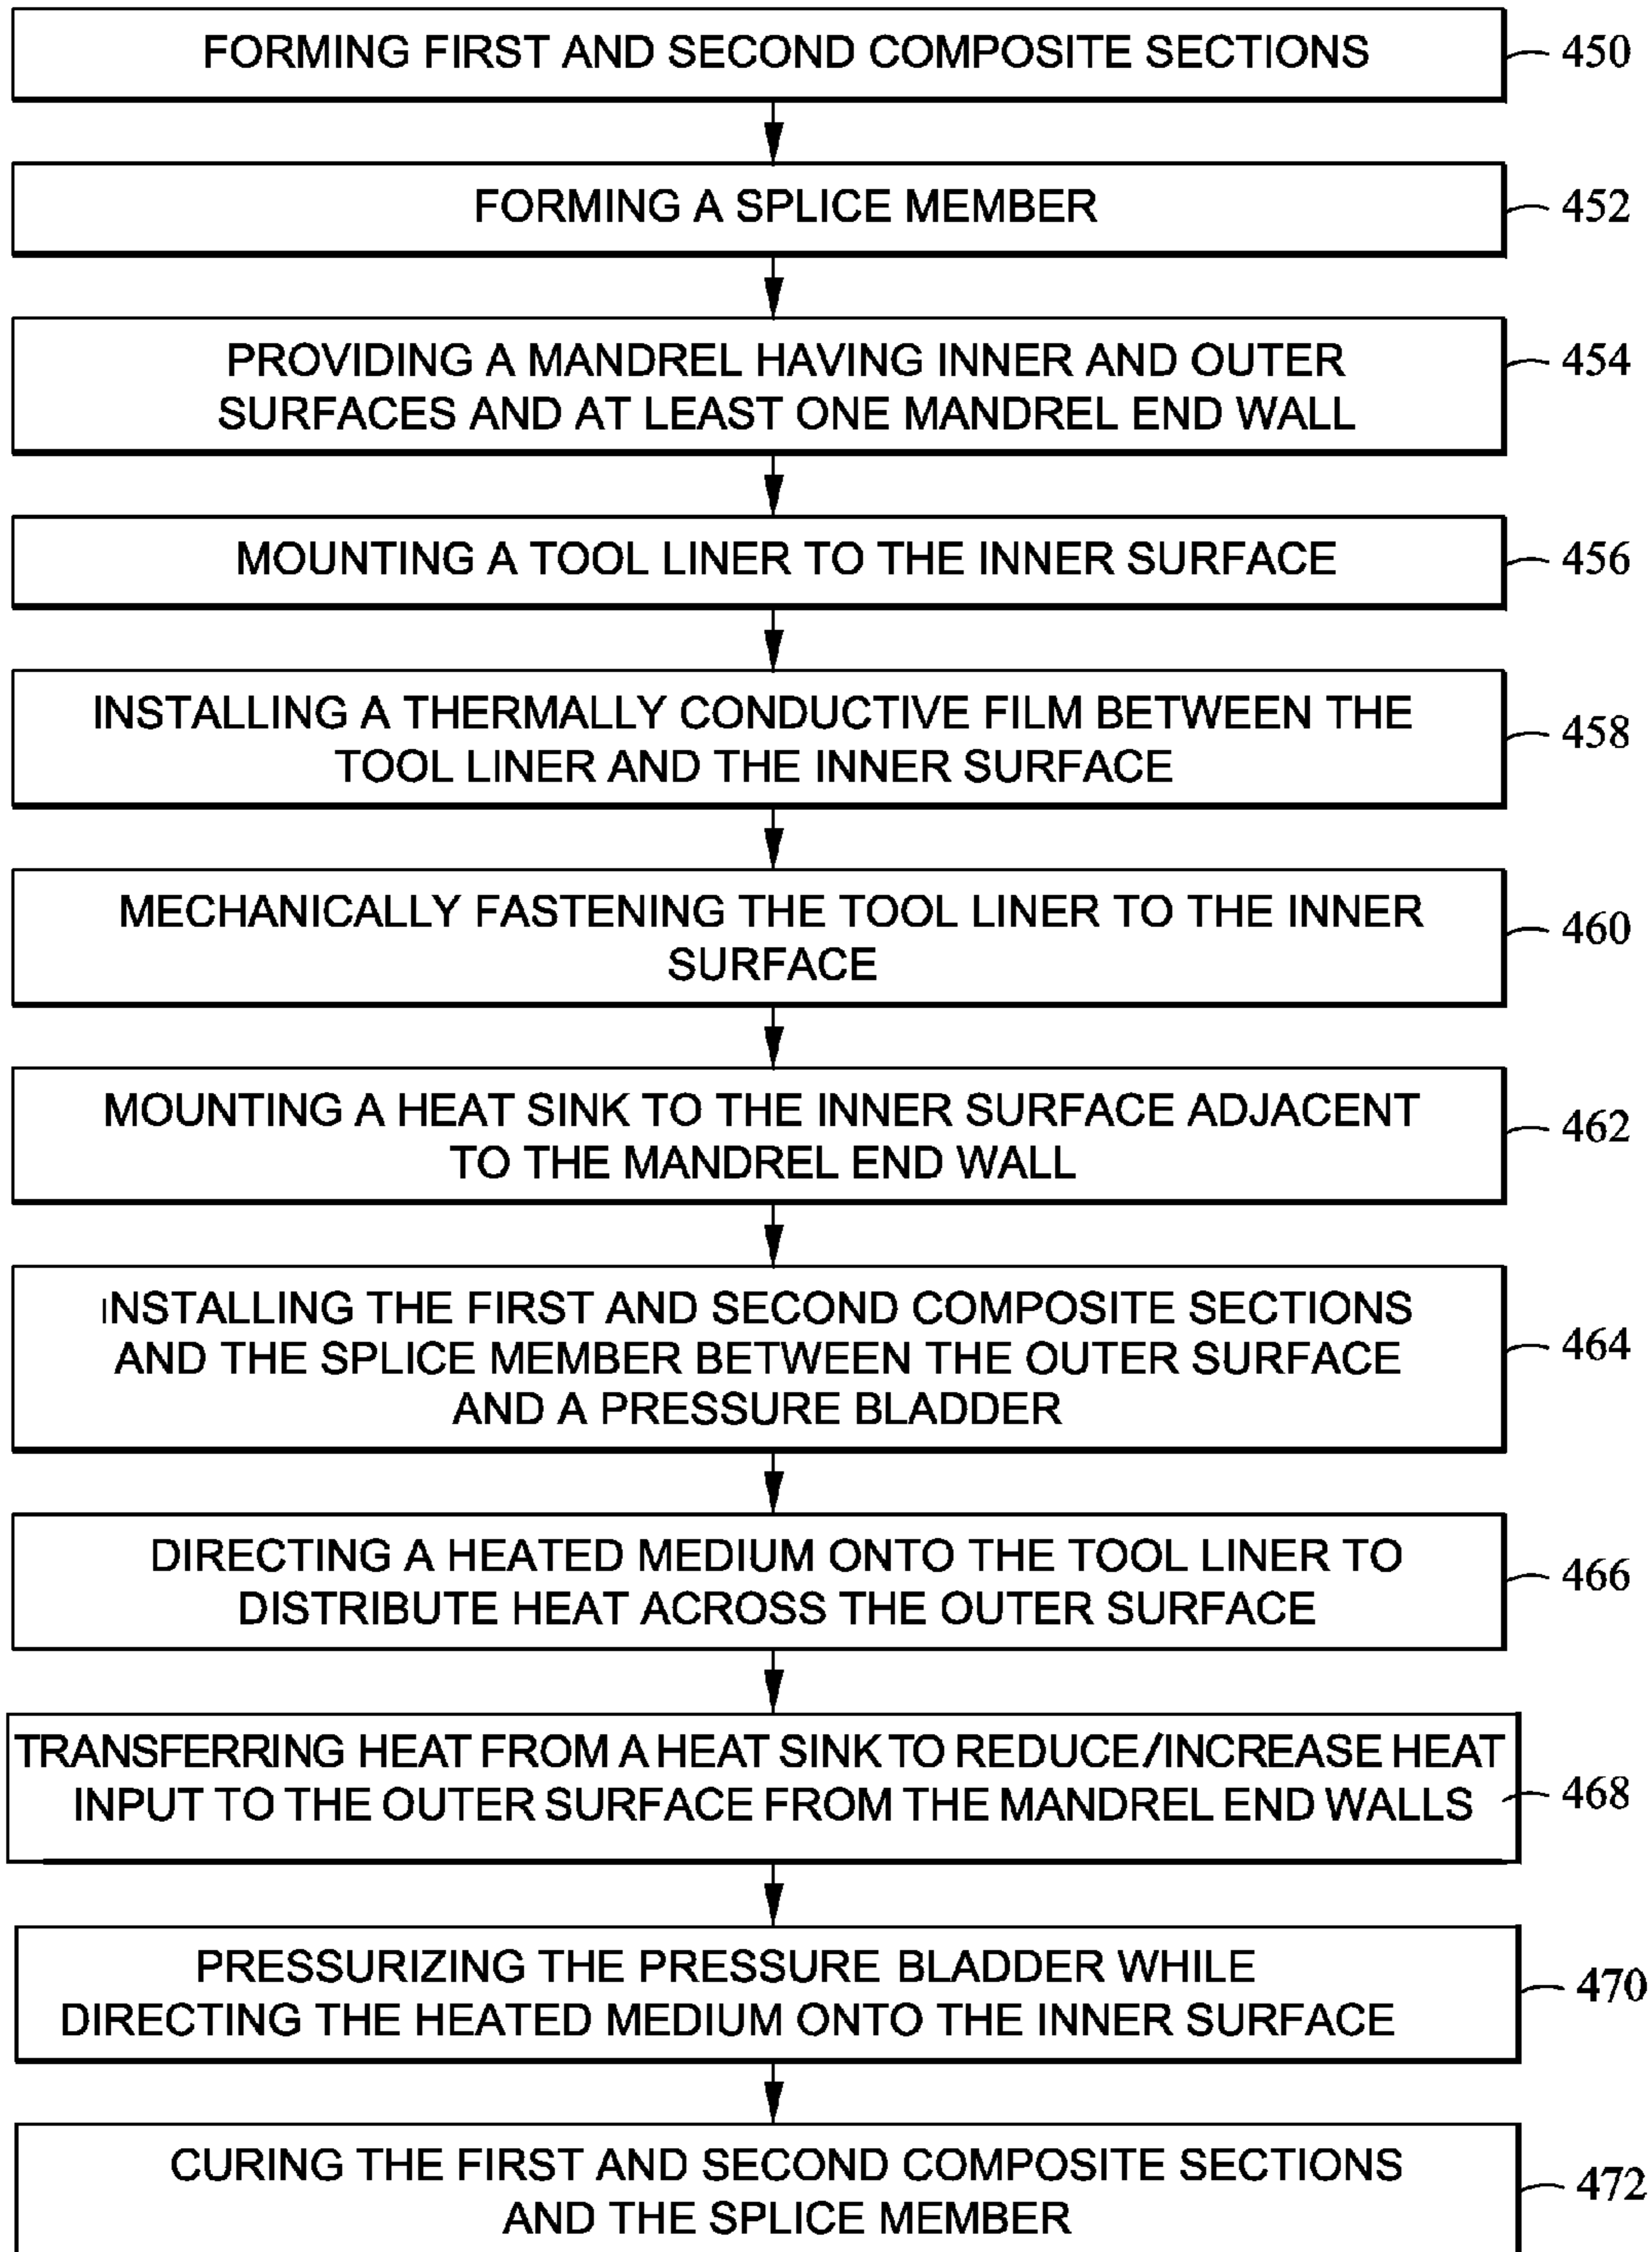 FORMING FIRST AND SECOND COMPOSITE SECTIONS
450
FORMING A SPLICE MEMBER
452
PROVIDING A MANDREL HAVING INNER AND OUTER
SURFACES AND AT LEAST ONE MANDREL END WALL
454
MOUNTING A TOOL LINER TO THE INNER SURFACE
456
INSTALLING A THERMALLY CONDUCTIVE FILM BETWEEN THE
TOOL LINER AND THE INNER SURFACE
458
MECHANICALLY FASTENING THE TOOL LINER TO THE INNER
SURFACE
460
MOUNTING A HEAT SINK TO THE INNER SURFACE ADJACENT
TO THE MANDREL END WALL
462
INSTALLING THE FIRST AND SECOND COMPOSITE SECTIONS
AND THE SPLICE MEMBER BETWEEN THE OUTER SURFACE
AND A PRESSURE BLADDER
464
DIRECTING A HEATED MEDIUM ONTO THE TOOL LINER TO
DISTRIBUTE HEAT ACROSS THE OUTER SURFACE
466
TRANSFERRING HEAT FROM A HEAT SINK TO REDUCE/INCREASE HEAT
INPUT TO THE OUTER SURFACE FROM THE MANDREL END WALLS
468
PRESSURIZING THE PRESSURE BLADDER WHILE
DIRECTING THE HEATED MEDIUM ONTO THE INNER SURFACE
470
CURING THE FIRST AND SECOND COMPOSITE SECTIONS
AND THE SPLICE MEMBER
472